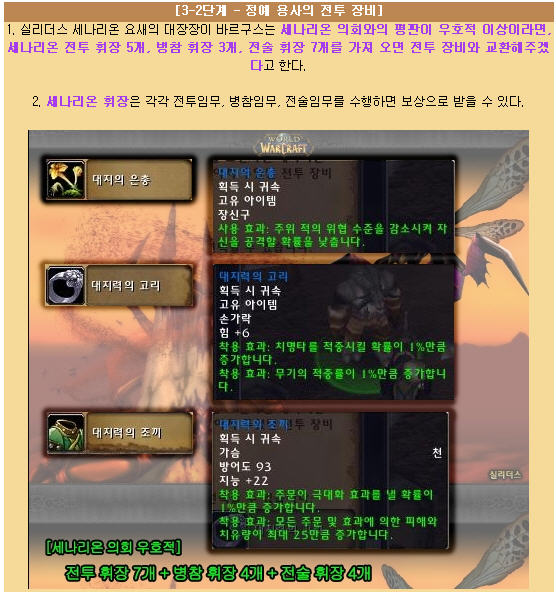 [3-2단계 - 정예 용사의 전투 장비]
1. 실리더스 세나리온 요새의 대장장이 바르구스는 세나리온 의회와의 평판이 우호적 이상이라면,
세나리온 전투 휘장 5개, 병참 휘장 3개, 전술 휘장 7개를 가져 오면 전투 장비와 교환해주겠
다고 한다.
2. 세나리온 휘장은 각각 전투임무, 병참임무, 전술임무를 수행하면 보상으로 받을 수 있다.
WORLD OF WARCRAFT
대지의 은총
대지의 은총
획득 시 귀속
고유 아이템
장신구
사용 효과: 주위 적의 위협 수준을 감소시켜 자
신을 공격할 확률을 낮춥니다.
대지력의 고리
대지력의 고리
획득 시 귀속
고유 아이템
손가락
힘 +6
착용 효과: 치명타를 적중시킬 확률이 1%만큼
증가합니다.
착용 효과: 무기의 적중률이 1%만큼 증가합니
다.
대지력의 조끼
대지력의 조끼
획득 시 귀속
가슴 천
방어도 93
지능 +22
착용 효과: 주문이 극대화 효과를 낼 확률이
1%만큼 증가합니다.
착용 효과: 모든 주문 및 효과에 의한 피해와
치유량이 최대 25만큼 증가합니다.
실리더스
[세나리온 의회 우호적]
전투 휘장 7개 + 병참 휘장 4개 + 전술 휘장 4개